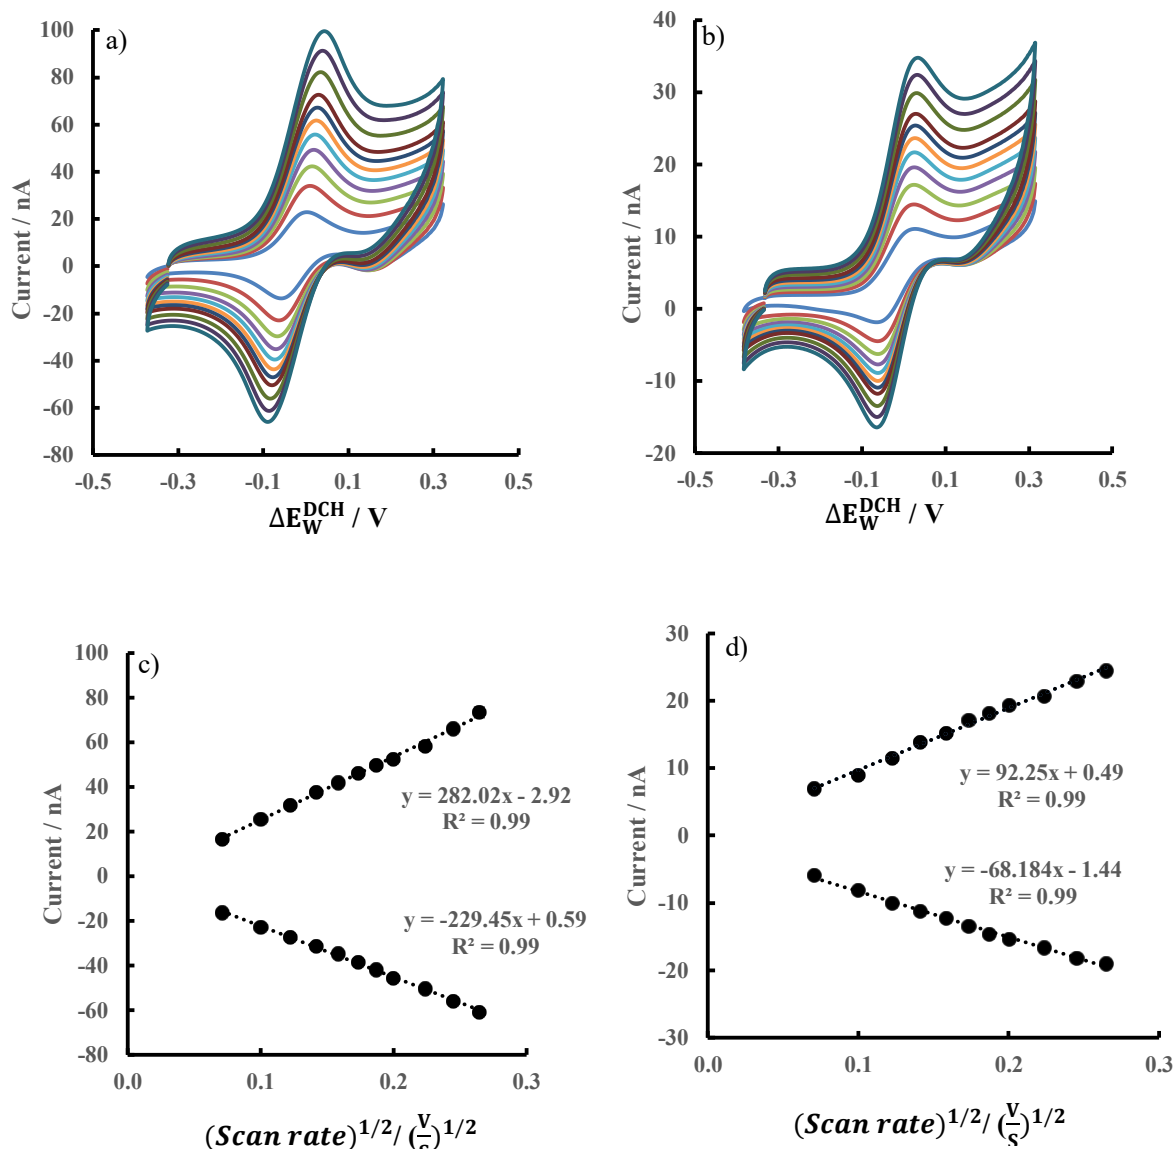 a)
100
80
60
40
20
0
-20
-40
-60
-80
Current / nA
-0.5
-0.3
-0.1
0.1
0.3
0.5
ΔE_W^DCH / V
b)
40
30
20
10
0
-10
-20
Current / nA
-0.5
-0.3
-0.1
0.1
0.3
0.5
ΔE_W^DCH / V
c)
100
80
60
40
20
0
-20
-40
-60
-80
Current / nA
y = 282.02x - 2.92
R² = 0.99
y = -229.45x + 0.59
R² = 0.99
0.0
0.1
0.2
0.3
(Scan rate)^1/2 / (V/S)^1/2
d)
30
20
10
0
-10
-20
-30
Current / nA
y = 92.25x + 0.49
R² = 0.99
y = -68.184x - 1.44
R² = 0.99
0.0
0.1
0.2
0.3
(Scan rate)^1/2 / (V/S)^1/2